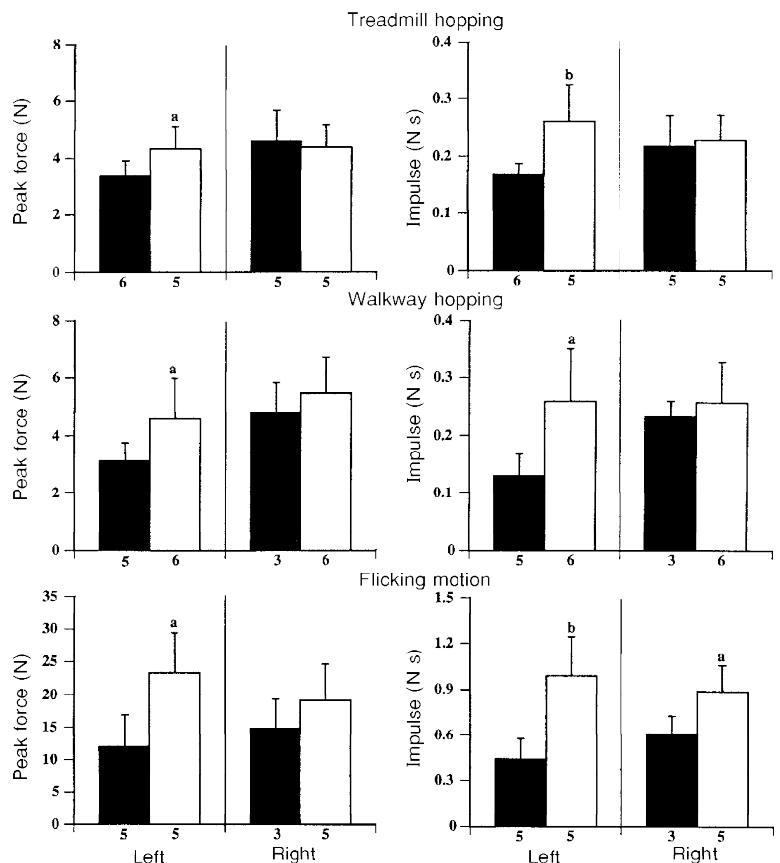 Treadmill hopping
Peak force (N)
8
6
4
2
0
a
6 5 5 5
Impulse (N s)
0.4
0.3
0.2
0.1
0
b
6 5 5 5
Walkway hopping
Peak force (N)
8
6
4
2
0
a
5 6 3 6
Impulse (N s)
0.4
0.3
0.2
0.1
0
a
5 6 3 6
Flicking motion
Peak force (N)
35
30
25
20
15
10
5
0
a
5 5 3 5
Left Right
Impulse (N s)
1.5
1.2
0.9
0.6
0.3
0
b
a
5 5 3 5
Left Right